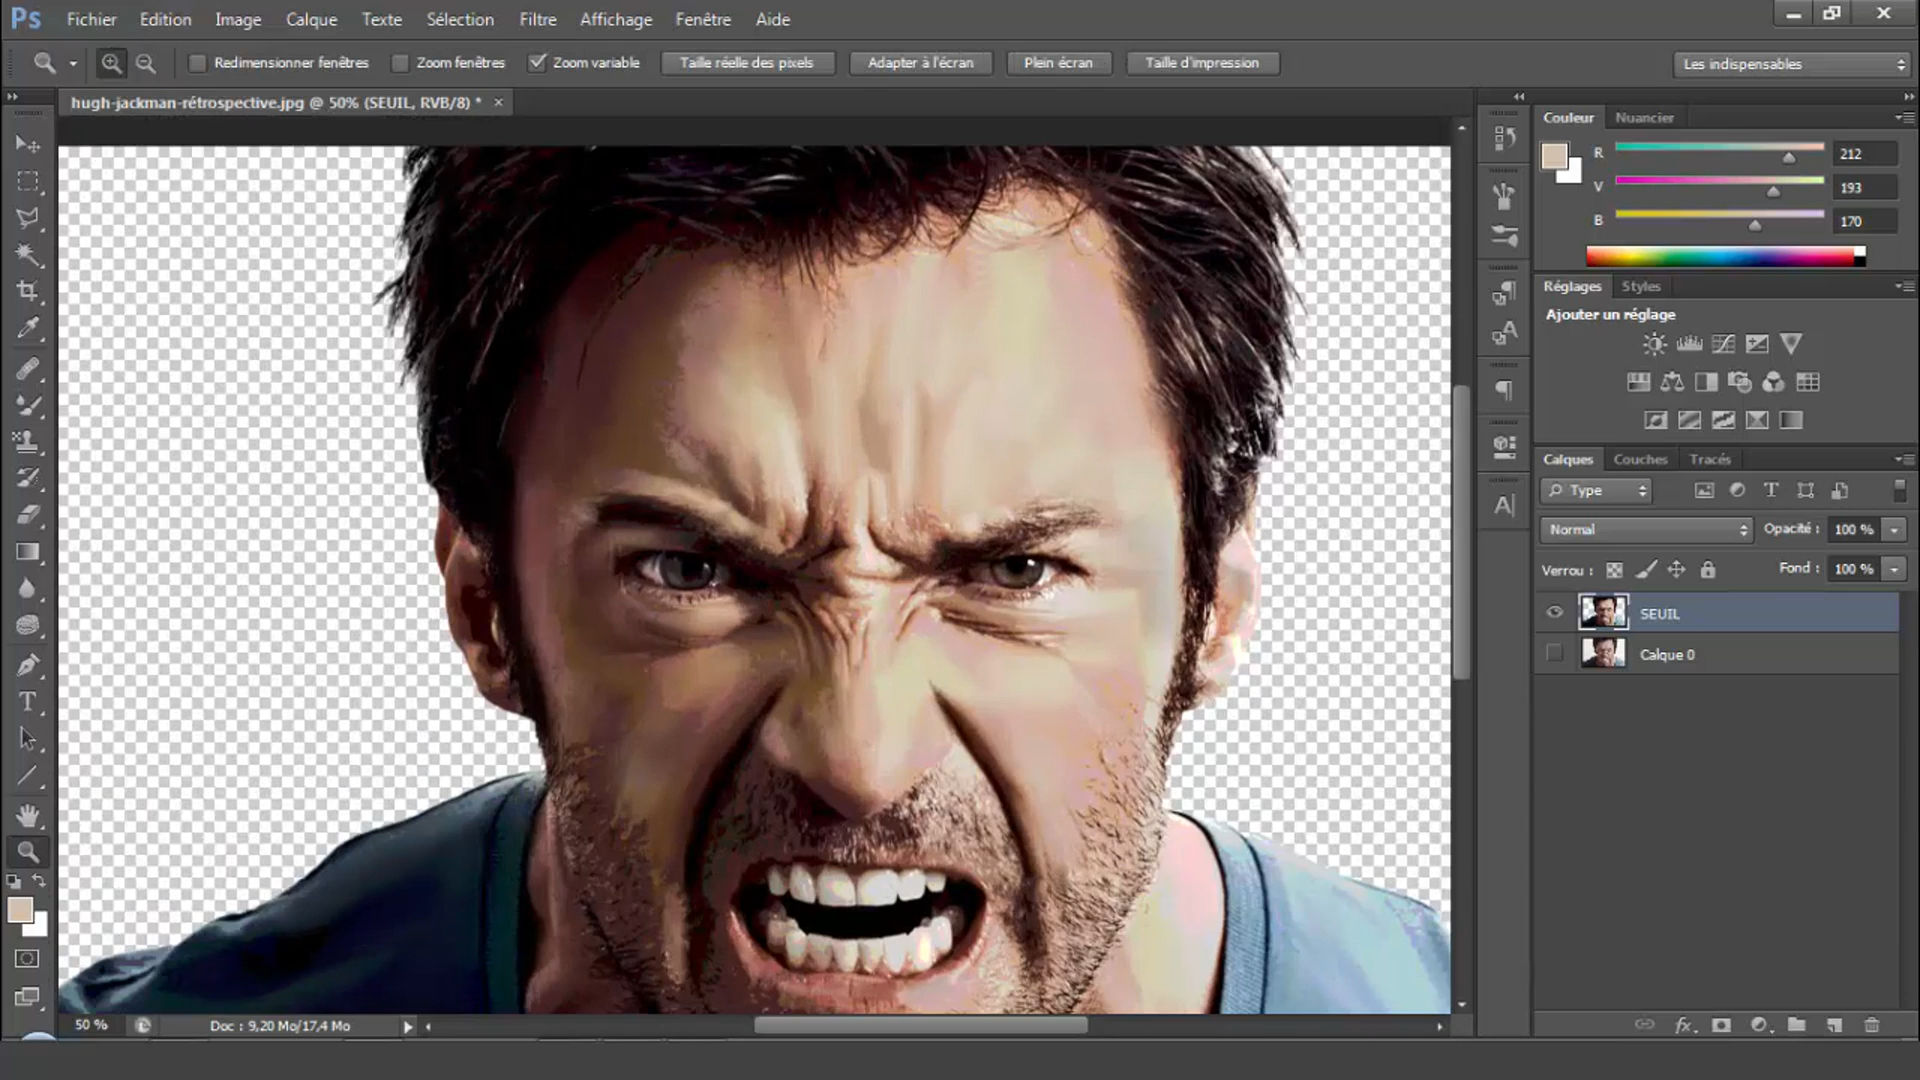 Ps Fichier Edition Image Calque Texte Sélection Filtre Affichage Fenêtre Aide
Redimensionner fenêtres Zoom fenêtres Zoom variable Taille réelle des pixels Adapter à l'écran Plein écran Taille d'impression Les indispensables
hugh-jackman-rétrospective.jpg @ 50% (SEUIL, RVB/8) * ×
Couleur Nuancier
R 212
V 193
B 170
Réglages Styles
Ajouter un réglage
Calques Couches Tracés
Type
Normal Opacité : 100 %
Verrou : Fond : 100 %
SEUIL
Calque 0
50 % Doc : 9,20 Mo/17,4 Mo